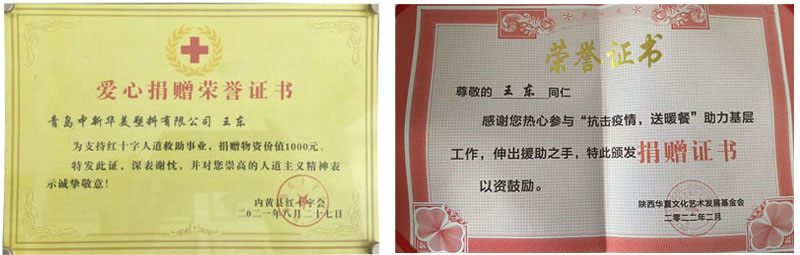 爱心捐赠荣誉证书
青岛中新华美塑料有限公司 王东
为支持红十字人道救助事业，捐赠物资价值1000元。
特发此证，深表谢忱，并对您崇高的人道主义精神表
示诚挚敬意！
内黄县红十字会
二〇二一年八月二十七日
荣誉证书
尊敬的 王东 同仁
感谢您热心参与“抗击疫情，送暖餐”助力基层
工作，伸出援助之手，特此颁发捐赠证书
以资鼓励。
陕西华夏文化艺术发展基金会
二零二二年二月